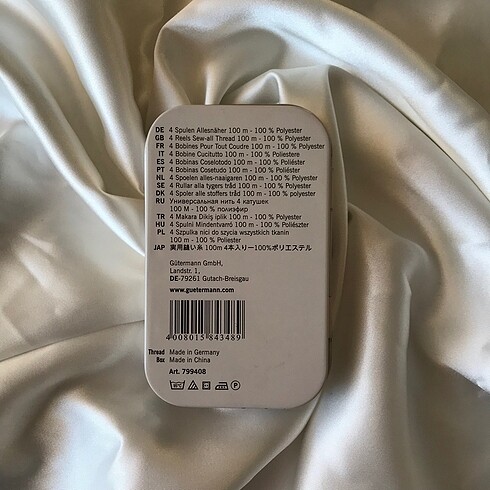 DE 4 Spulen Allesnäher 100 m - 100 % Polyester
GB 4 Reels Sew-all Thread 100 m - 100 % Polyester
FR 4 Bobines Pour Tout Coudre 100 m - 100 % Polyester
IT 4 Bobine Cucitutto 100 m - 100 % Poliestere
ES 4 Bobinas Coselotodo 100 m - 100 % Poliéster
PT 4 Bobinas Cosetudo 100 m - 100 % Poliéster
NL 4 Spoelen alles-naaigaren 100 m - 100 % Polyester
SE 4 Rullar alla tygers tråd 100 m - 100 % Polyester
DK 4 Spoler alle stoffers tråd 100 m - 100 % polyester
RU Универсальная нить 4 катушек
100 М - 100 % полиэфир
TR 4 Makara Dikiş iplik 100 m - 100 % Polyester
HU 4 Spulni Mindentvarró 100 m - 100 % Poliészter
PL 4 Szpulka nici do szycia wszystkich tkanin
100 m - 100 % Poliester
JAP 実用縫い糸 100m 4本入り—100%ポリエステル
Gütermann GmbH,
Landstr. 1,
DE-79261 Gutach-Breisgau
www.guetermann.com
4008015843489
Thread Made in Germany
Box Made in China
Art. 799408